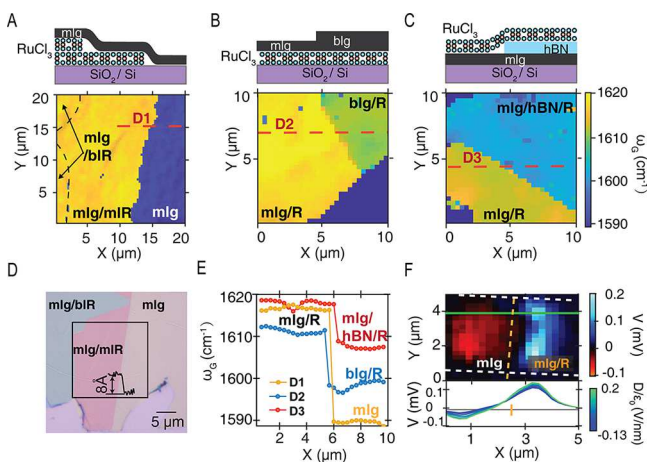 A
mlg
RuCl3
SiO2/ Si
20
15
10
5
Y (μm)
0
5
10
15
20
X (μm)
D1
mlg
/blR
mlg/mlR
mlg
B
mlg
blg
RuCl3
SiO2/ Si
10
5
0
Y (μm)
0
5
10
X (μm)
D2
blg/R
mlg/R
C
RuCl3
hBN
mlg
SiO2/ Si
10
5
0
Y (μm)
0
5
10
X (μm)
mlg/hBN/R
D3
mlg/R
1620
1610
1600
1590
ωG (cm-1)
D
mlg/blR
mlg
mlg/mlR
8Å
5 μm
E
1620
1610
1600
1590
ωG (cm-1)
mlg/R
mlg/
hBN/R
blg/R
mlg
D1
D2
D3
2
4
6
8
10
X (μm)
F
4
2
0
Y (μm)
mlg
mlg/R
0.2
0.1
0
-0.1
V (mV)
0.1
0
V (mV)
1
3
5
X (μm)
0.2
-0.13
D/ε0
(V/nm)